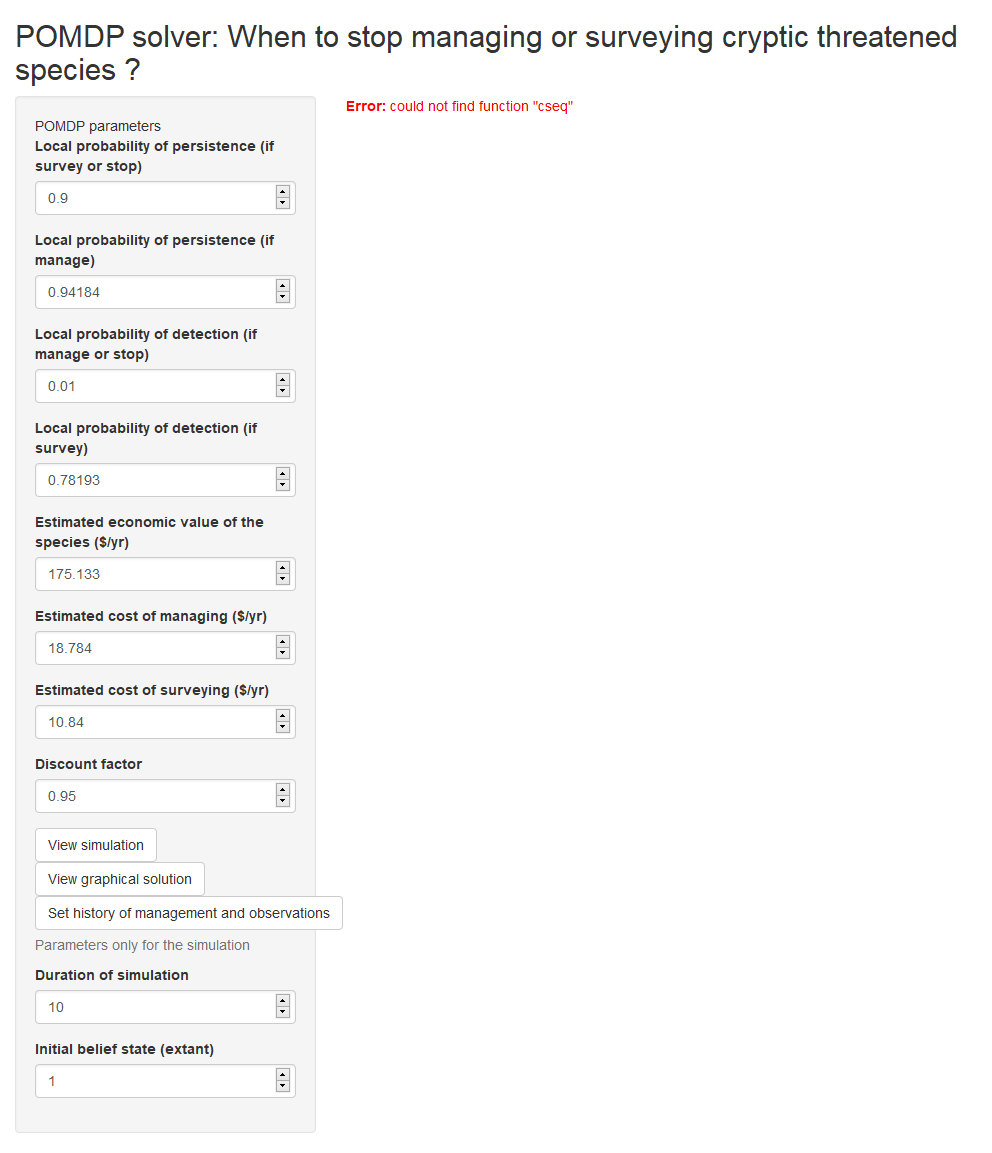 POMDP solver: When to stop managing or surveying cryptic threatened
species ?
Error: could not find function "cseq"
POMDP parameters
Local probability of persistence (if
survey or stop)
0.9
Local probability of persistence (if
manage)
0.94184
Local probability of detection (if
manage or stop)
0.01
Local probability of detection (if
survey)
0.78193
Estimated economic value of the
species ($/yr)
175.133
Estimated cost of managing ($/yr)
18.784
Estimated cost of surveying ($/yr)
10.84
Discount factor
0.95
View simulation
View graphical solution
Set history of management and observations
Parameters only for the simulation
Duration of simulation
10
Initial belief state (extant)
1